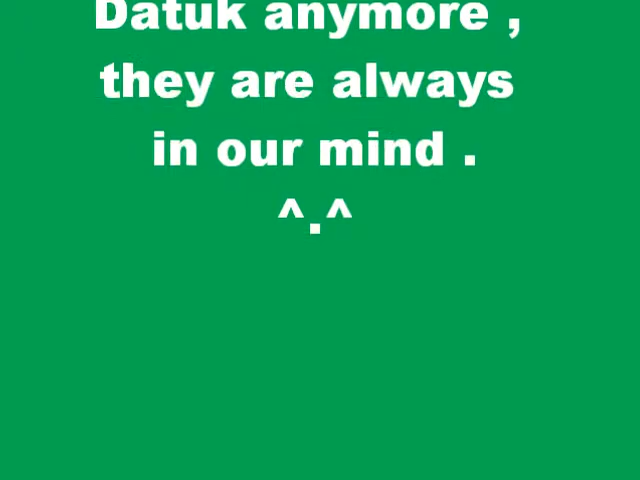 Datuk anymore ,
they are always
in our mind .
^.^